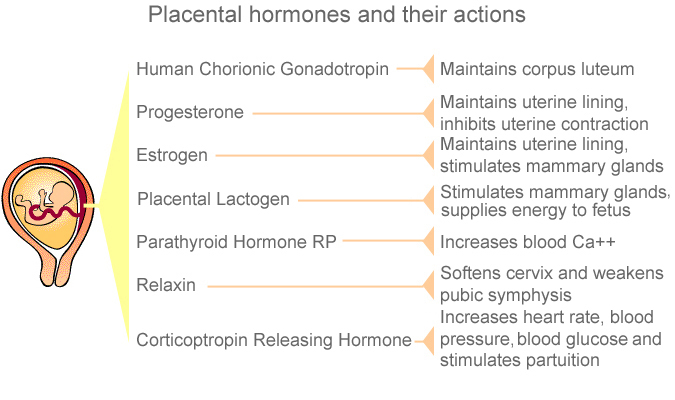 Placental hormones and their actions
Human Chorionic Gonadotropin
Maintains corpus luteum
Progesterone
Maintains uterine lining,
inhibits uterine contraction
Estrogen
Maintains uterine lining,
stimulates mammary glands
Placental Lactogen
Stimulates mammary glands,
supplies energy to fetus
Parathyroid Hormone RP
Increases blood Ca++
Relaxin
Softens cervix and weakens
pubic symphysis
Corticoptropin Releasing Hormone
Increases heart rate, blood
pressure, blood glucose and
stimulates partuition